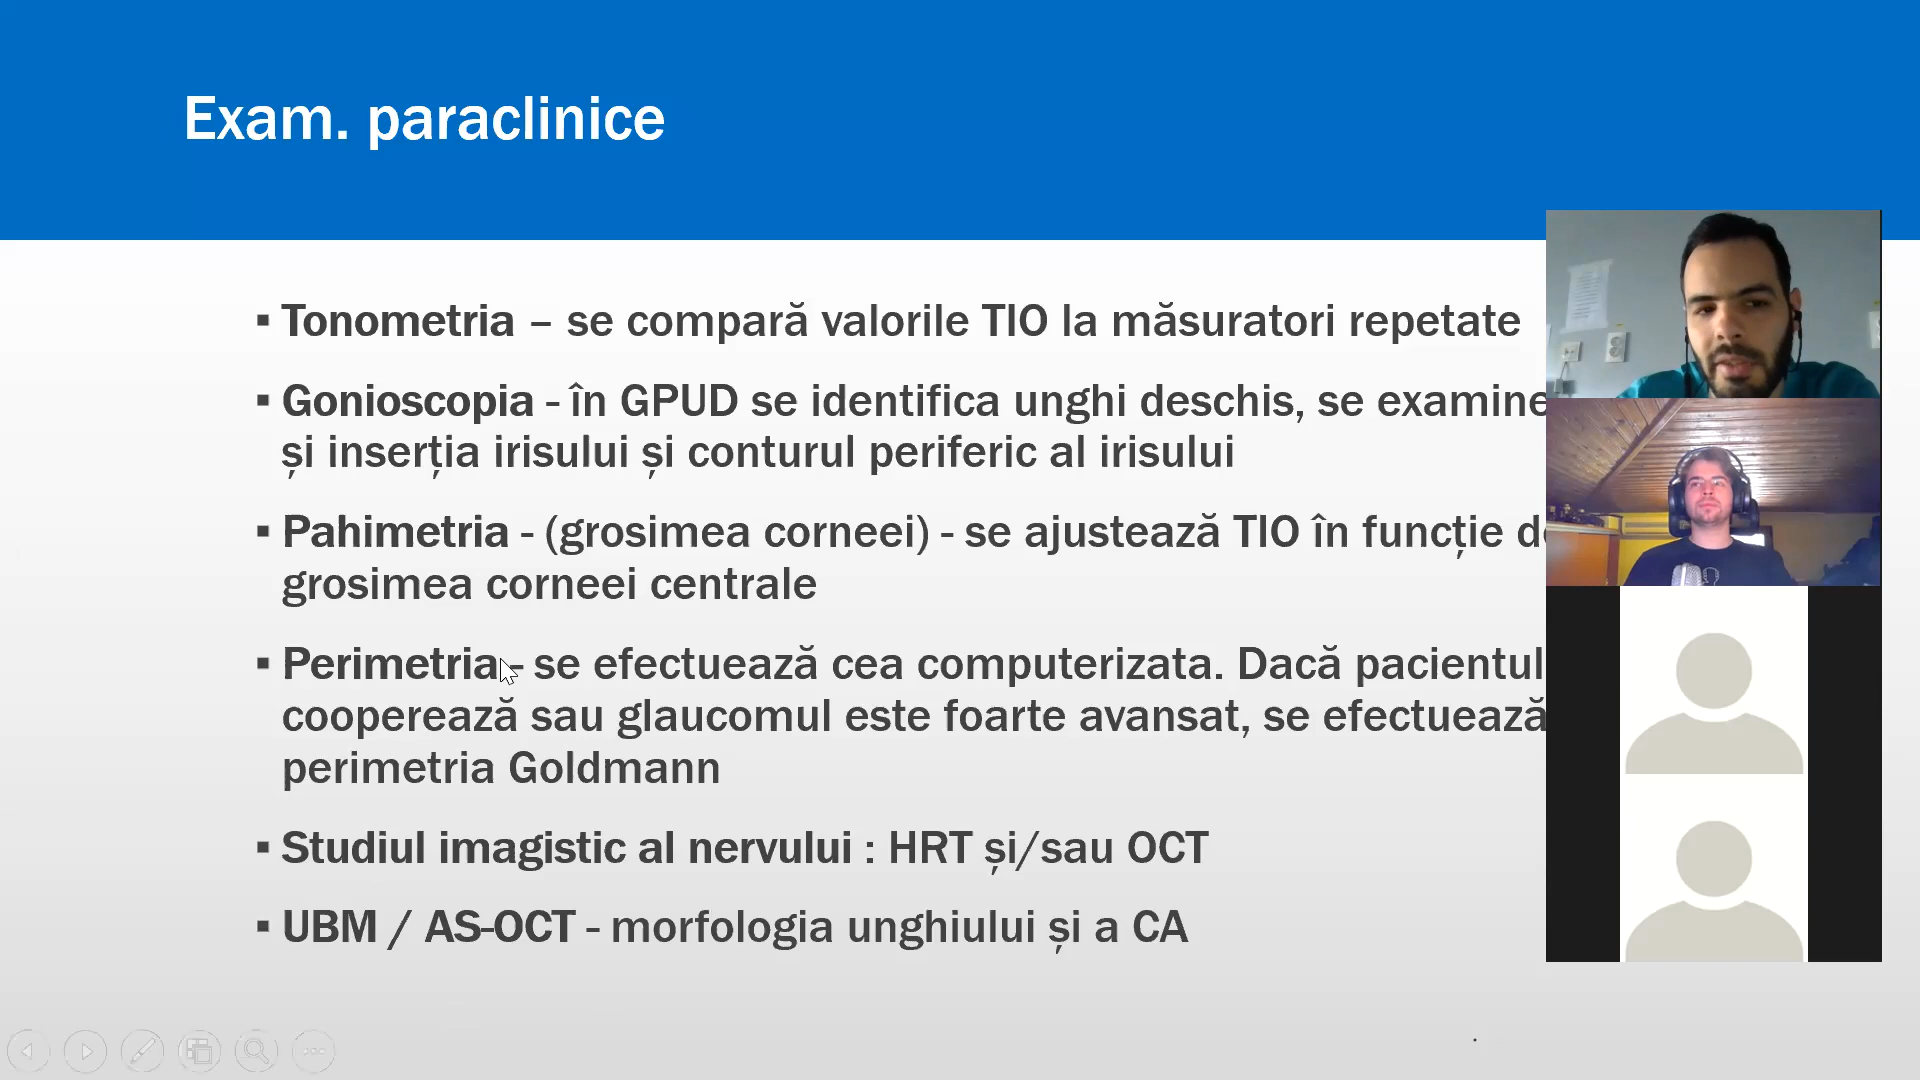 Exam. paraclinice
▪ Tonometria – se compară valorile TIO la măsuratori repetate
▪ Gonioscopia - în GPUD se identifica unghi deschis, se examine
și inserția irisului și conturul periferic al irisului
▪ Pahimetria - (grosimea corneei) - se ajustează TIO în funcție d
grosimea corneei centrale
▪ Perimetria - se efectuează cea computerizata. Dacă pacientul
cooperează sau glaucomul este foarte avansat, se efectuează
perimetria Goldmann
▪ Studiul imagistic al nervului : HRT și/sau OCT
▪ UBM / AS-OCT - morfologia unghiului și a CA